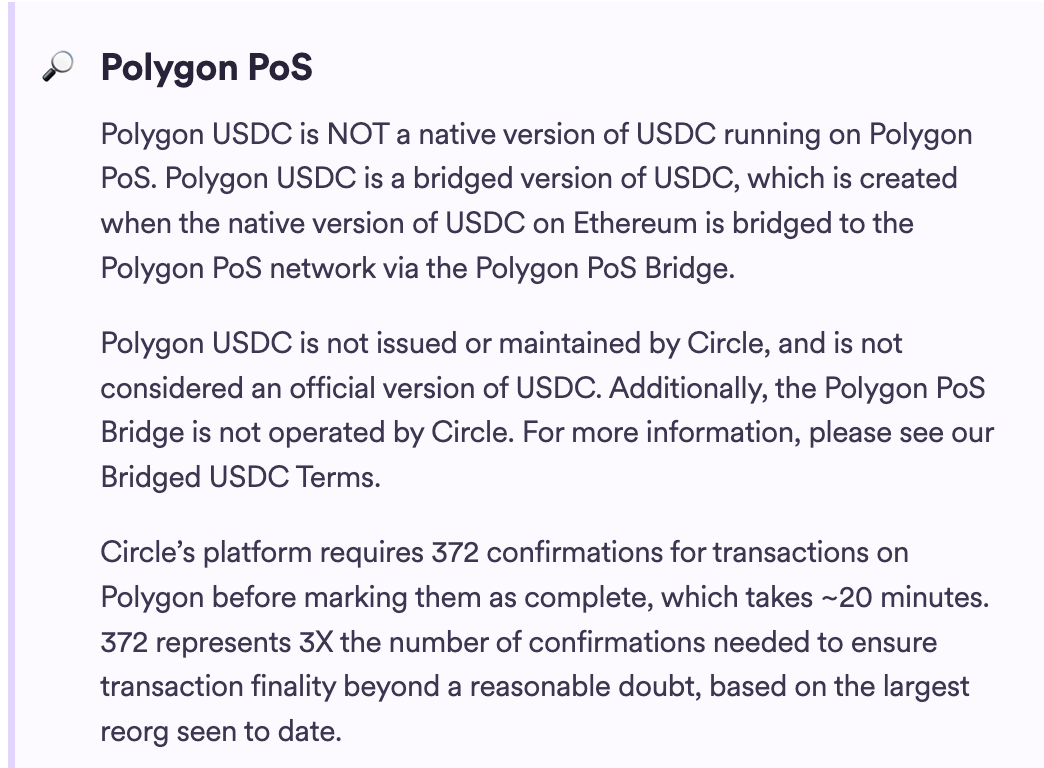 Polygon PoS
Polygon USDC is NOT a native version of USDC running on Polygon
PoS. Polygon USDC is a bridged version of USDC, which is created
when the native version of USDC on Ethereum is bridged to the
Polygon PoS network via the Polygon PoS Bridge.
Polygon USDC is not issued or maintained by Circle, and is not
considered an official version of USDC. Additionally, the Polygon PoS
Bridge is not operated by Circle. For more information, please see our
Bridged USDC Terms.
Circle’s platform requires 372 confirmations for transactions on
Polygon before marking them as complete, which takes ~20 minutes.
372 represents 3X the number of confirmations needed to ensure
transaction finality beyond a reasonable doubt, based on the largest
reorg seen to date.